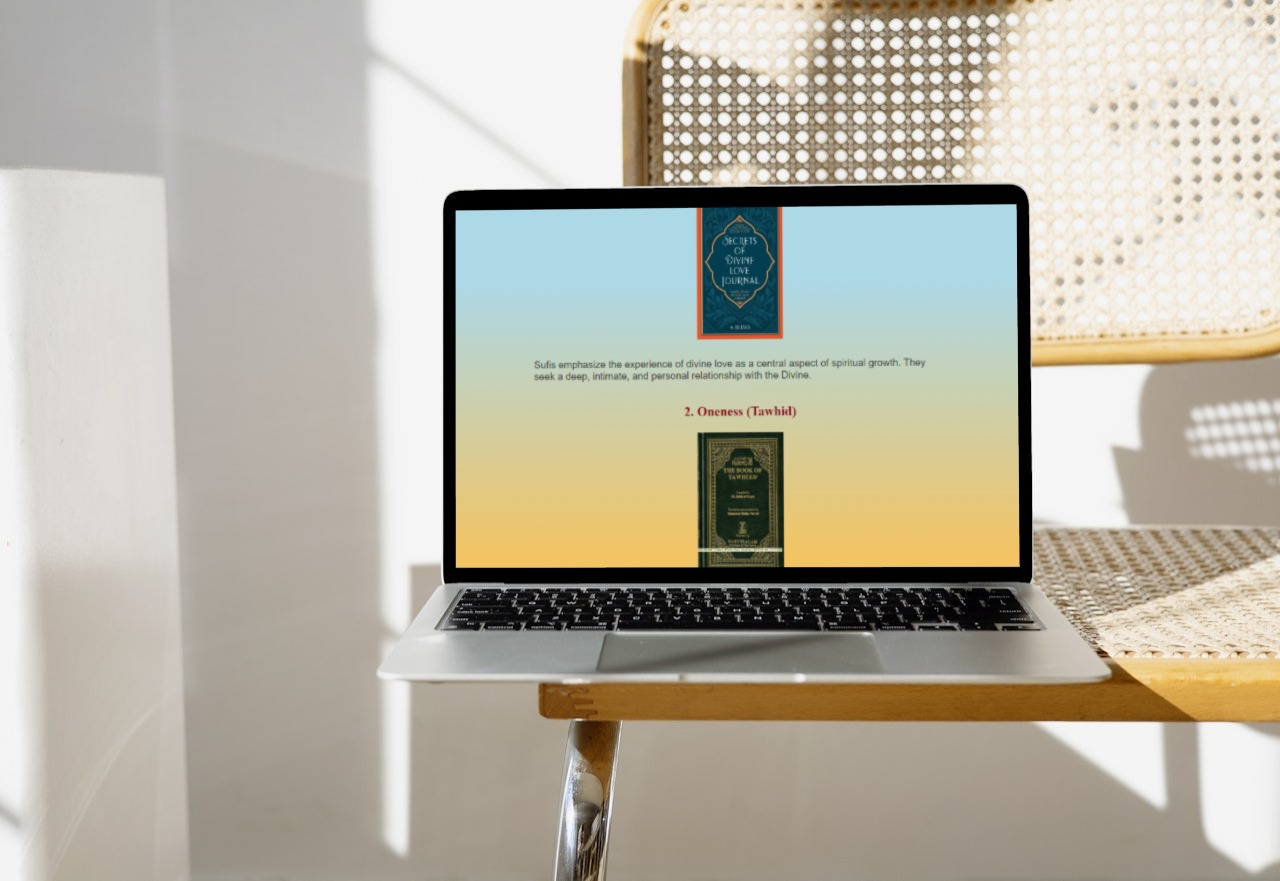 SECRETS
OF
DIVINE
LOVE
JOURNAL
A. HELWA
Sufis emphasize the experience of divine love as a central aspect of spiritual growth. They
seek a deep, intimate, and personal relationship with the Divine.
2. Oneness (Tawhid)
THE BOOK OF
TAWHEED